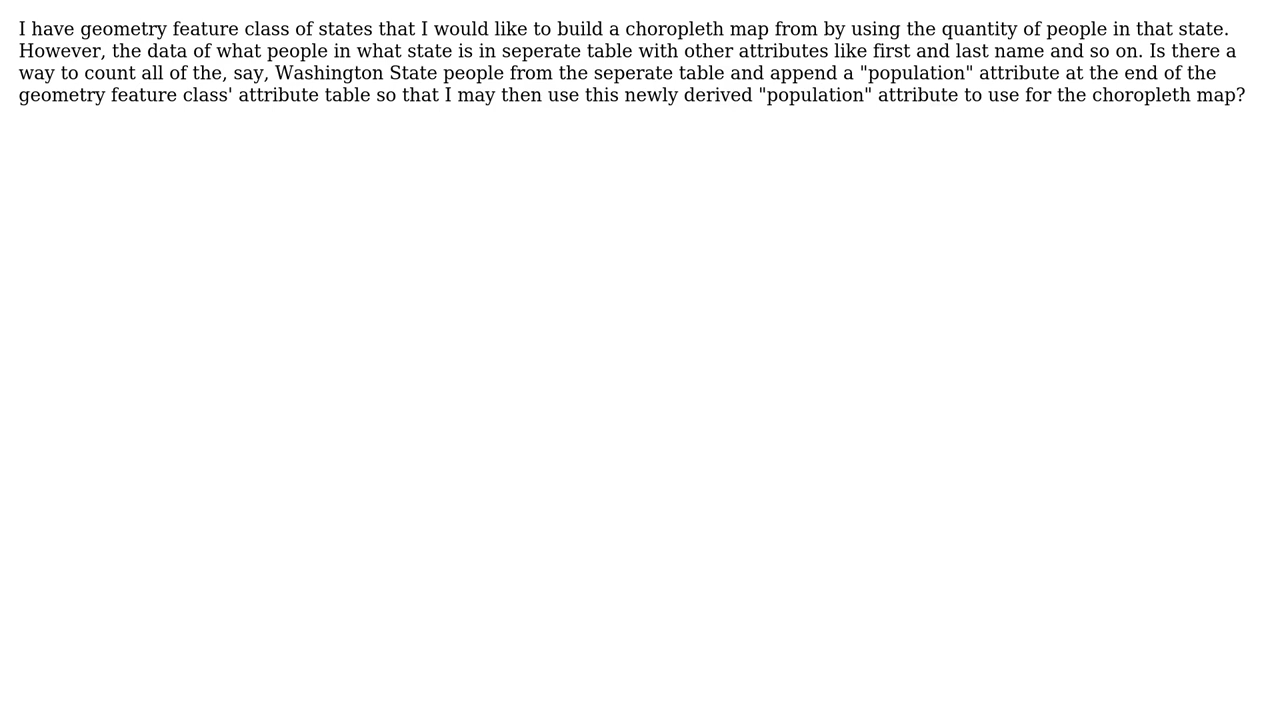 I have geometry feature class of states that I would like to build a choropleth map from by using the quantity of people in that state.
However, the data of what people in what state is in seperate table with other attributes like first and last name and so on. Is there a
way to count all of the, say, Washington State people from the seperate table and append a "population" attribute at the end of the
geometry feature class' attribute table so that I may then use this newly derived "population" attribute to use for the choropleth map?